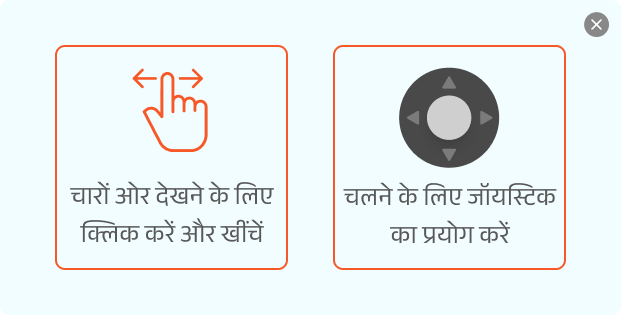 चारों ओर देखने के लिए
क्लिक करें और खींचें
चलने के लिए जॉयस्टिक
का प्रयोग करें